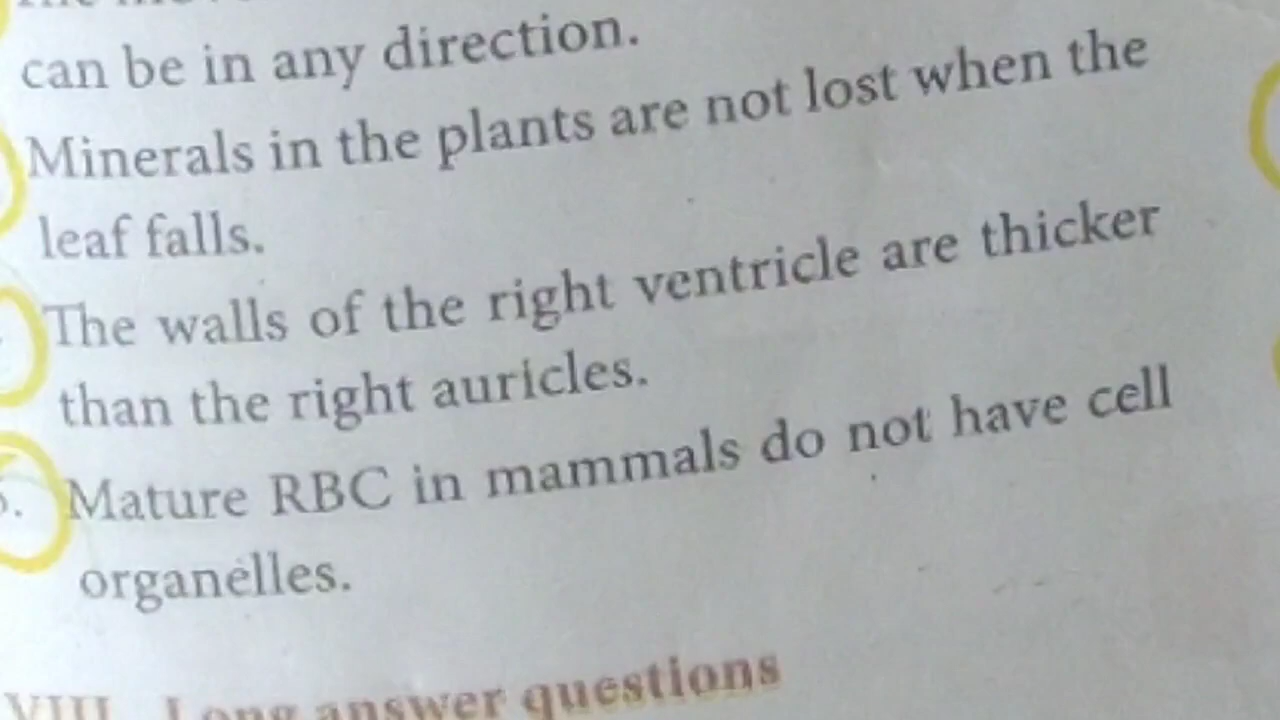 can be in any direction.
Minerals in the plants are not lost when the
leaf falls.
The walls of the right ventricle are thicker
than the right auricles.
Mature RBC in mammals do not have cell
organelles.
VIII. Long answer questions